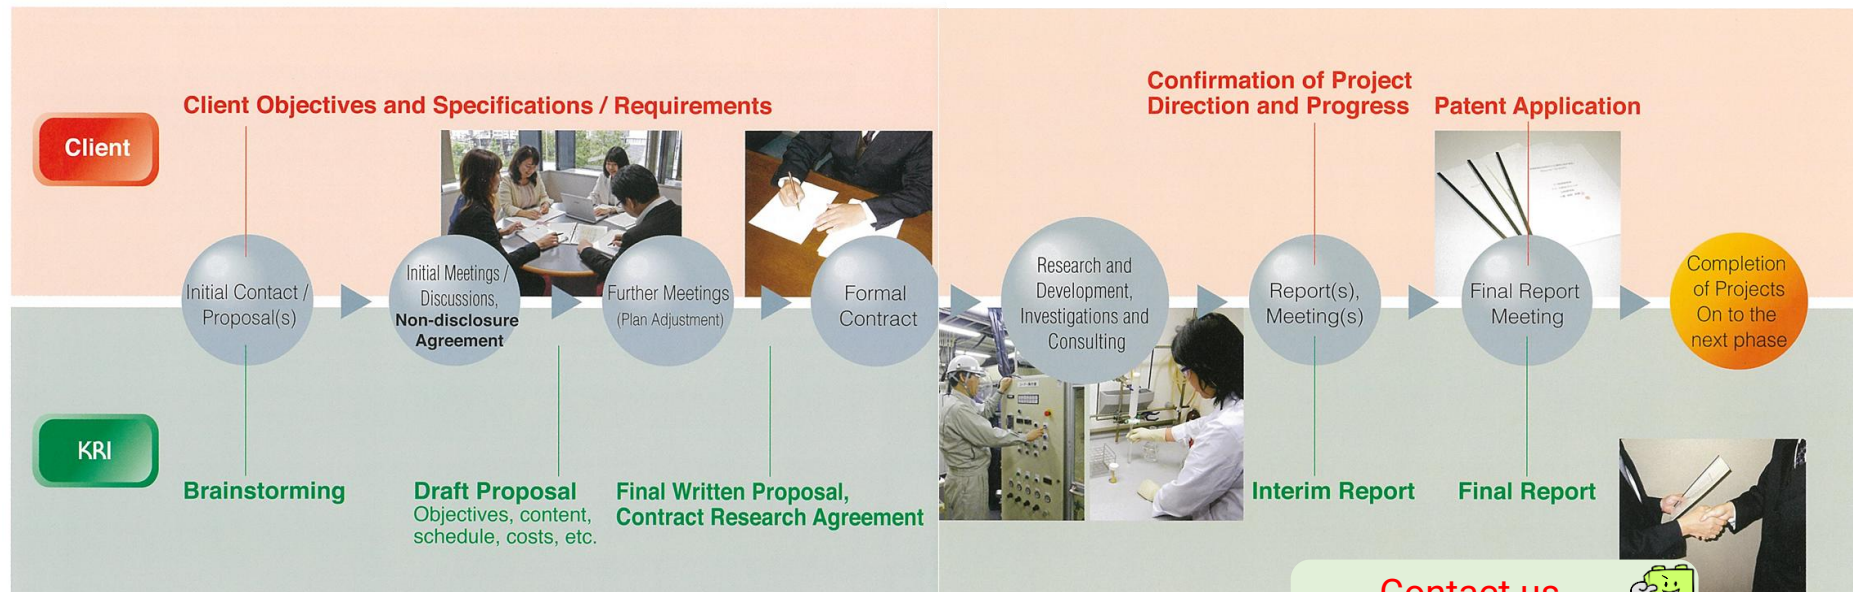 Client
Client Objectives and Specifications / Requirements
Confirmation of Project
Direction and Progress
Patent Application
Initial Contact /
Proposal(s)
Initial Meetings /
Discussions,
Non-disclosure
Agreement
Further Meetings
(Plan Adjustment)
Formal
Contract
Research and
Development,
Investigations and
Consulting
Report(s),
Meeting(s)
Final Report
Meeting
Completion
of Projects
On to the
next phase
KRI
Brainstorming
Draft Proposal
Objectives, content,
schedule, costs, etc.
Final Written Proposal,
Contract Research Agreement
Interim Report
Final Report
Contact us